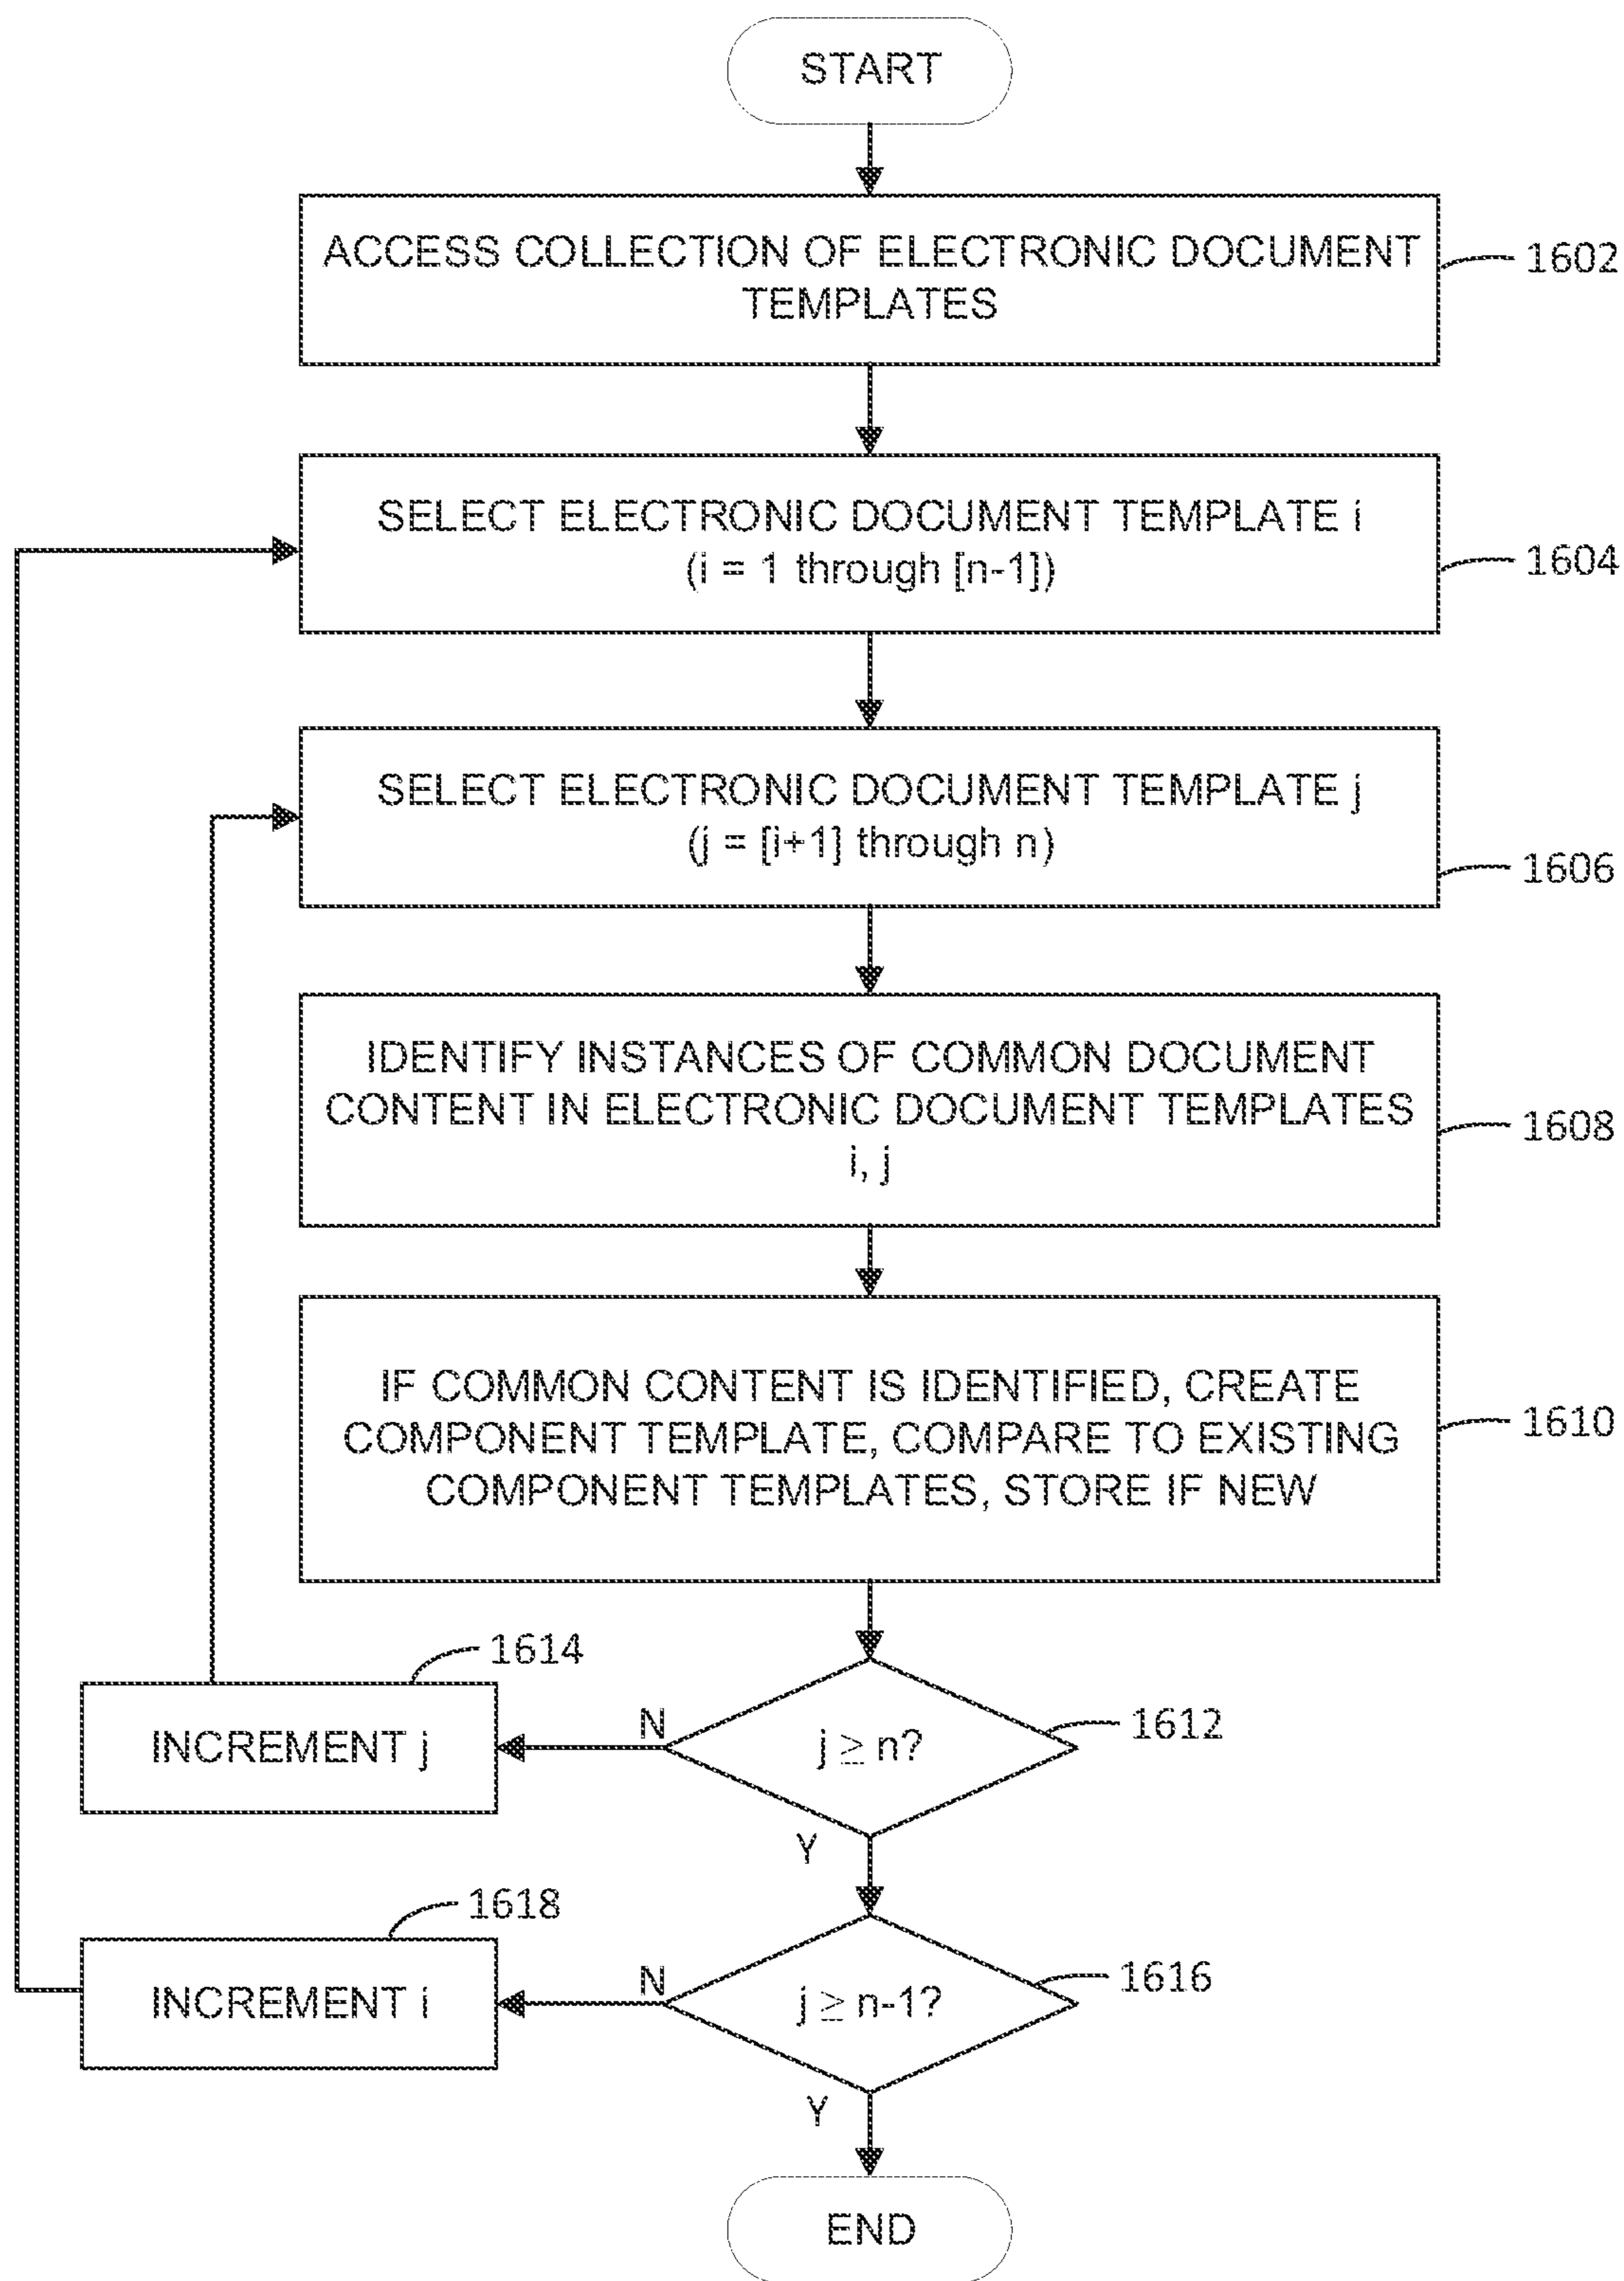 START
ACCESS COLLECTION OF ELECTRONIC DOCUMENT
TEMPLATES
1602
SELECT ELECTRONIC DOCUMENT TEMPLATE i
(i = 1 through [n-1])
1604
SELECT ELECTRONIC DOCUMENT TEMPLATE j
(j = [i+1] through n)
1606
IDENTIFY INSTANCES OF COMMON DOCUMENT
CONTENT IN ELECTRONIC DOCUMENT TEMPLATES
i, j
1608
IF COMMON CONTENT IS IDENTIFIED, CREATE
COMPONENT TEMPLATE, COMPARE TO EXISTING
COMPONENT TEMPLATES, STORE IF NEW
1610
1614
INCREMENT j
N
j ≥ n?
1612
Y
1618
INCREMENT i
N
j ≥ n-1?
1616
Y
END